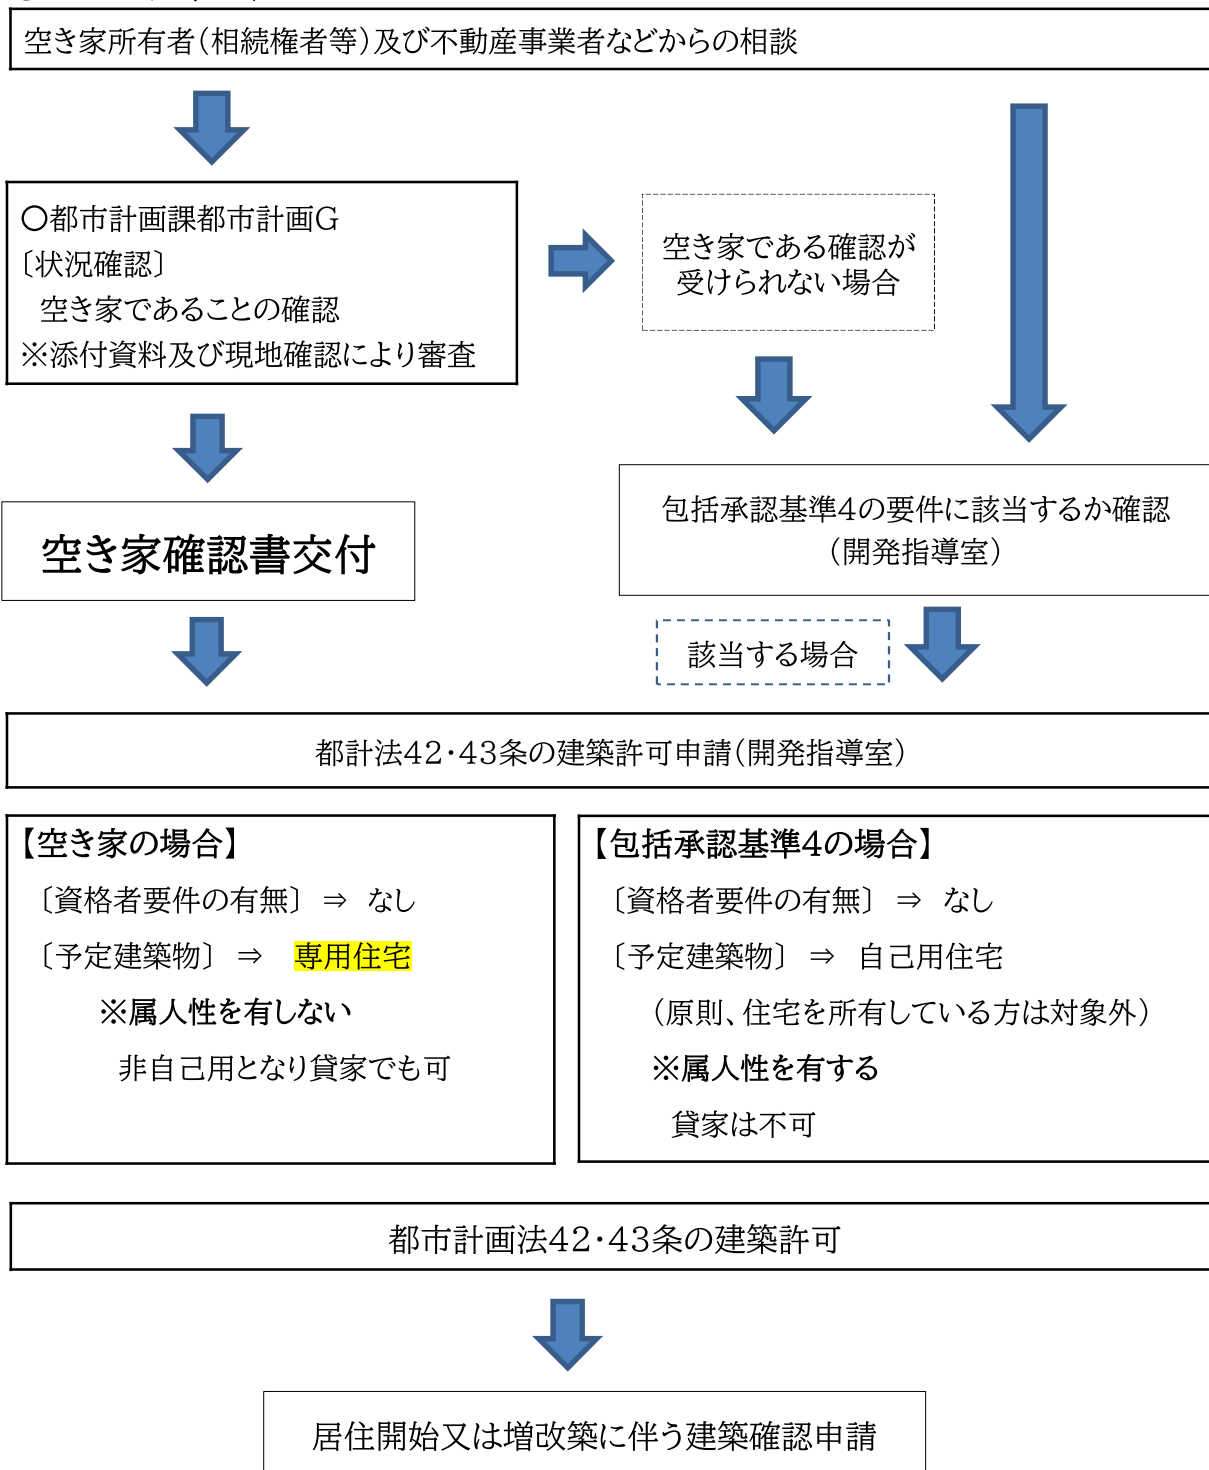 空き家所有者(相続権者等)及び不動産事業者などからの相談
〇都市計画課都市計画G
〔状況確認〕
空き家であることの確認
※添付資料及び現地確認により審査
空き家である確認が
受けられない場合
空き家確認書交付
包括承認基準4の要件に該当するか確認
(開発指導室)
該当する場合
都計法42・43条の建築許可申請(開発指導室)
【空き家の場合】
〔資格者要件の有無〕 ⇒ なし
〔予定建築物〕 ⇒ 専用住宅
※属人性を有しない
非自己用となり貸家でも可
【包括承認基準4の場合】
〔資格者要件の有無〕 ⇒ なし
〔予定建築物〕 ⇒ 自己用住宅
(原則、住宅を所有している方は対象外)
※属人性を有する
貸家は不可
都市計画法42・43条の建築許可
居住開始又は増改築に伴う建築確認申請